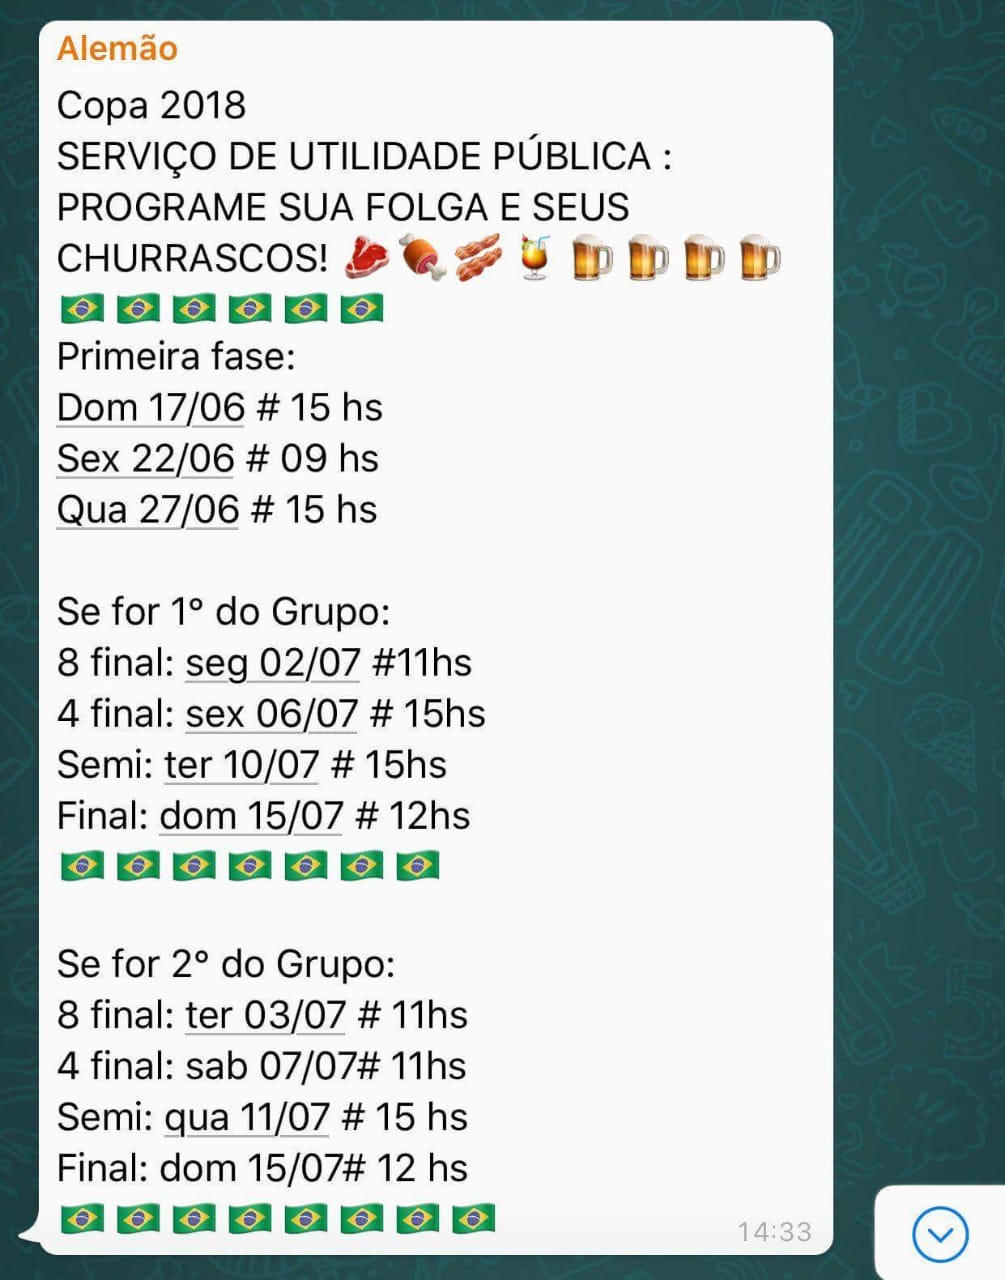 Alemão
Copa 2018
SERVIÇO DE UTILIDADE PÚBLICA :
PROGRAME SUA FOLGA E SEUS
CHURRASCOS! 🥩🍖🥓🍹🍺🍺🍺🍺
🇧🇷🇧🇷🇧🇷🇧🇷🇧🇷🇧🇷
Primeira fase:
Dom 17/06 # 15 hs
Sex 22/06 # 09 hs
Qua 27/06 # 15 hs
Se for 1° do Grupo:
8 final: seg 02/07 #11hs
4 final: sex 06/07 # 15hs
Semi: ter 10/07 # 15hs
Final: dom 15/07 # 12hs
🇧🇷🇧🇷🇧🇷🇧🇷🇧🇷🇧🇷🇧🇷
Se for 2° do Grupo:
8 final: ter 03/07 # 11hs
4 final: sab 07/07# 11hs
Semi: qua 11/07 # 15 hs
Final: dom 15/07# 12 hs
🇧🇷🇧🇷🇧🇷🇧🇷🇧🇷🇧🇷🇧🇷🇧🇷
14:33